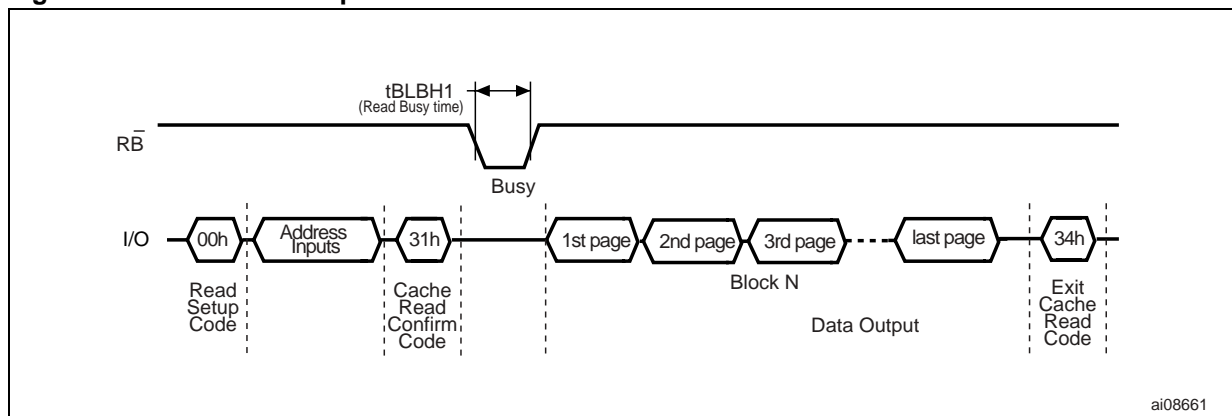 tBLBH1
(Read Busy time)
RB̅
Busy
I/O
00h
Address
Inputs
31h
1st page
2nd page
3rd page
last page
34h
Block N
Read
Setup
Code
Cache
Read
Confirm
Code
Data Output
Exit
Cache
Read
Code
ai08661